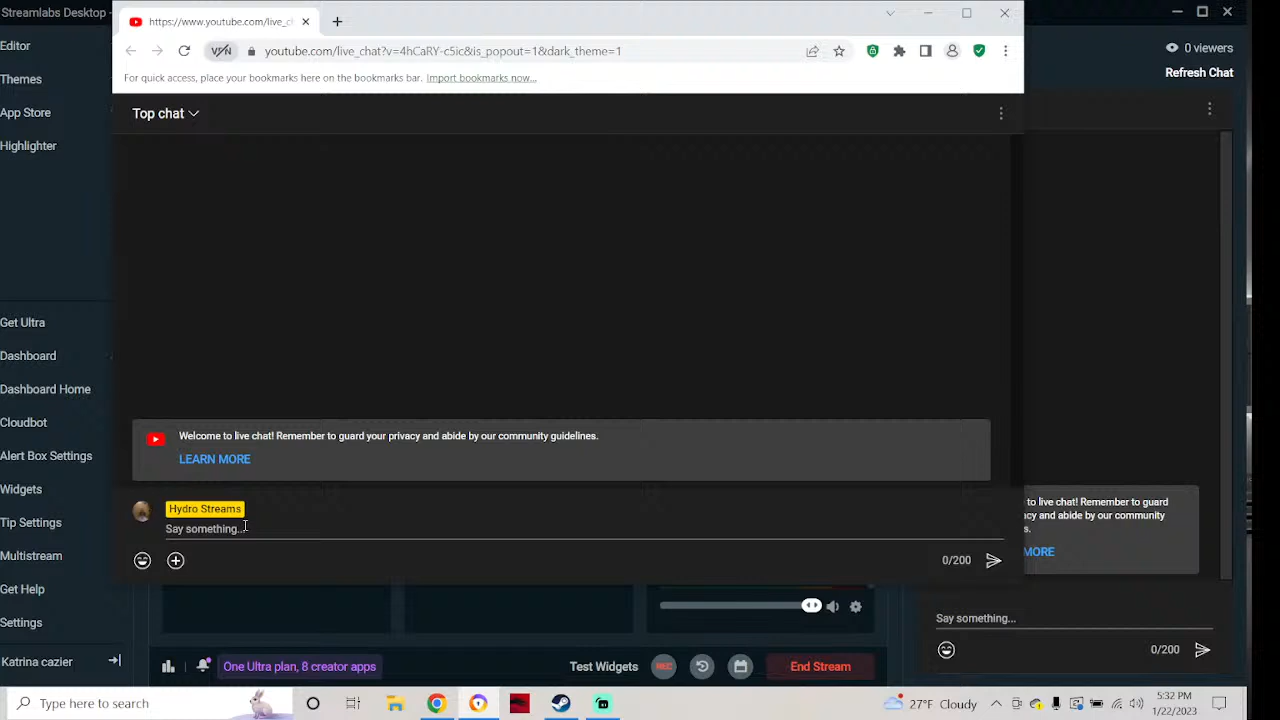 Streamlabs Desktop -
https://www.youtube.com/live_c
youtube.com/live_chat?v=4hCaRY-c5ic&is_popout=1&dark_theme=1
For quick access, place your bookmarks here on the bookmarks bar. Import bookmarks now...
Editor
Themes
App Store
Highlighter
Get Ultra
Dashboard
Dashboard Home
Cloudbot
Alert Box Settings
Widgets
Tip Settings
Multistream
Get Help
Settings
Katrina cazier
Top chat
Welcome to live chat! Remember to guard your privacy and abide by our community guidelines.
LEARN MORE
Hydro Streams
Say something...
0/200
0 viewers
Refresh Chat
to live chat! Remember to guard
acy and abide by our community
s.
MORE
Say something...
0/200
One Ultra plan, 8 creator apps
Test Widgets
REC
End Stream
Type here to search
27°F Cloudy
5:32 PM
1/22/2023